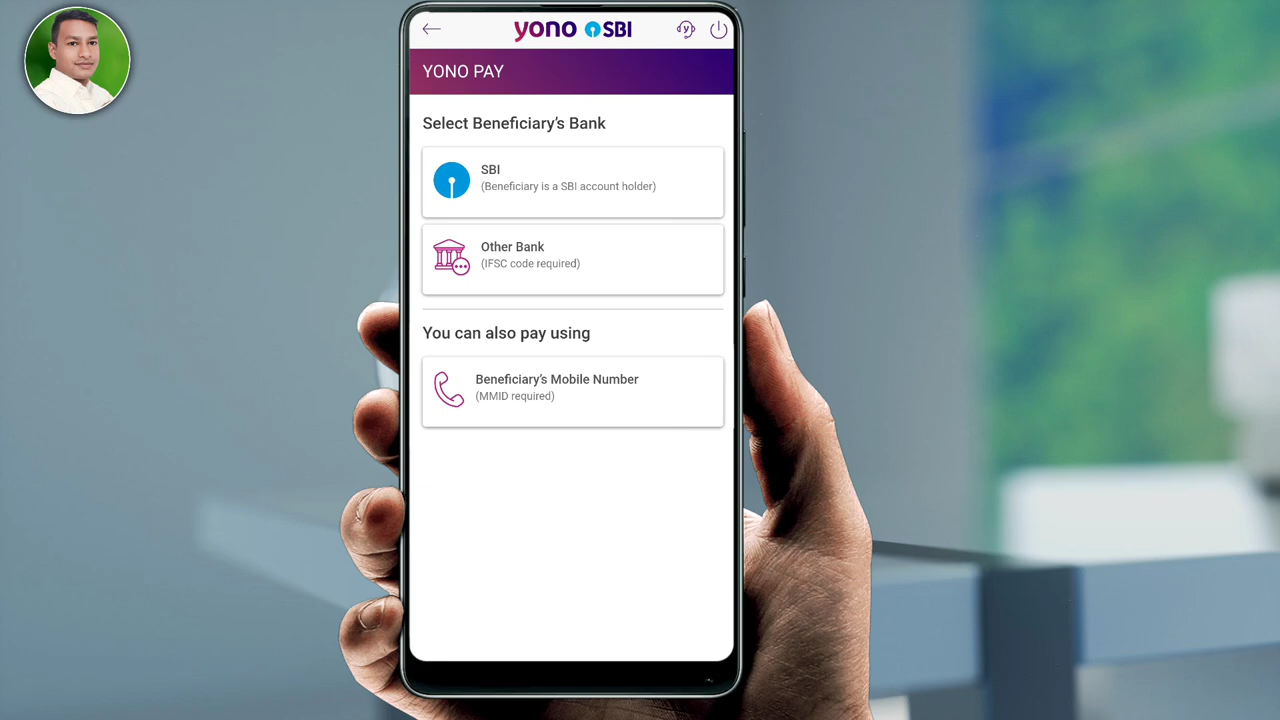 yono SBI
YONO PAY
Select Beneficiary's Bank
SBI
(Beneficiary is a SBI account holder)
Other Bank
(IFSC code required)
You can also pay using
Beneficiary's Mobile Number
(MMID required)